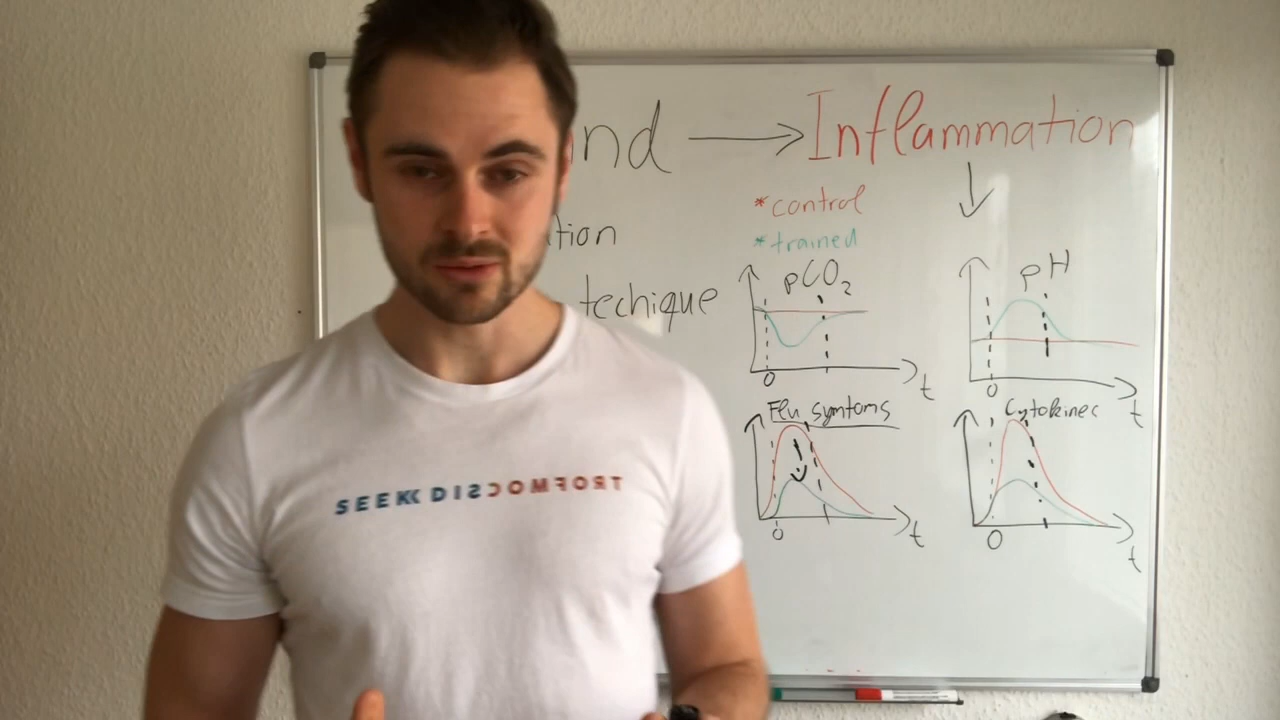 nd → Inflammation
tion
techique
*control
*trained
pCO₂
t
0
pH
t
0
Flu symtoms
t
0
Cytokines
t
0
SEEK DISCOMFORT